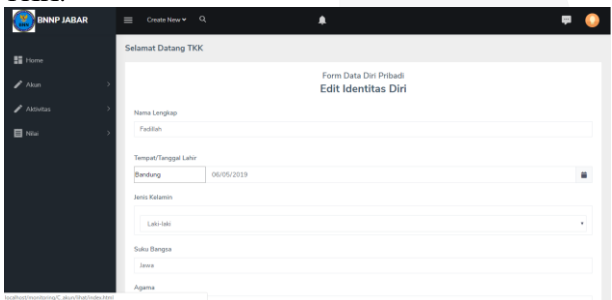 BNNP JABAR
Create New
Selamat Datang TKK
Home
Akun
Aktivitas
Nilai
Form Data Diri Pribadi
Edit Identitas Diri
Nama Lengkap
Fadillah
Tempat/Tanggal Lahir
Bandung 06/05/2019
Jenis Kalamin
Laki-laki
Suku Bangsa
Jawa
Agama
localhost/monitoring/C_akun/lihat/index.html